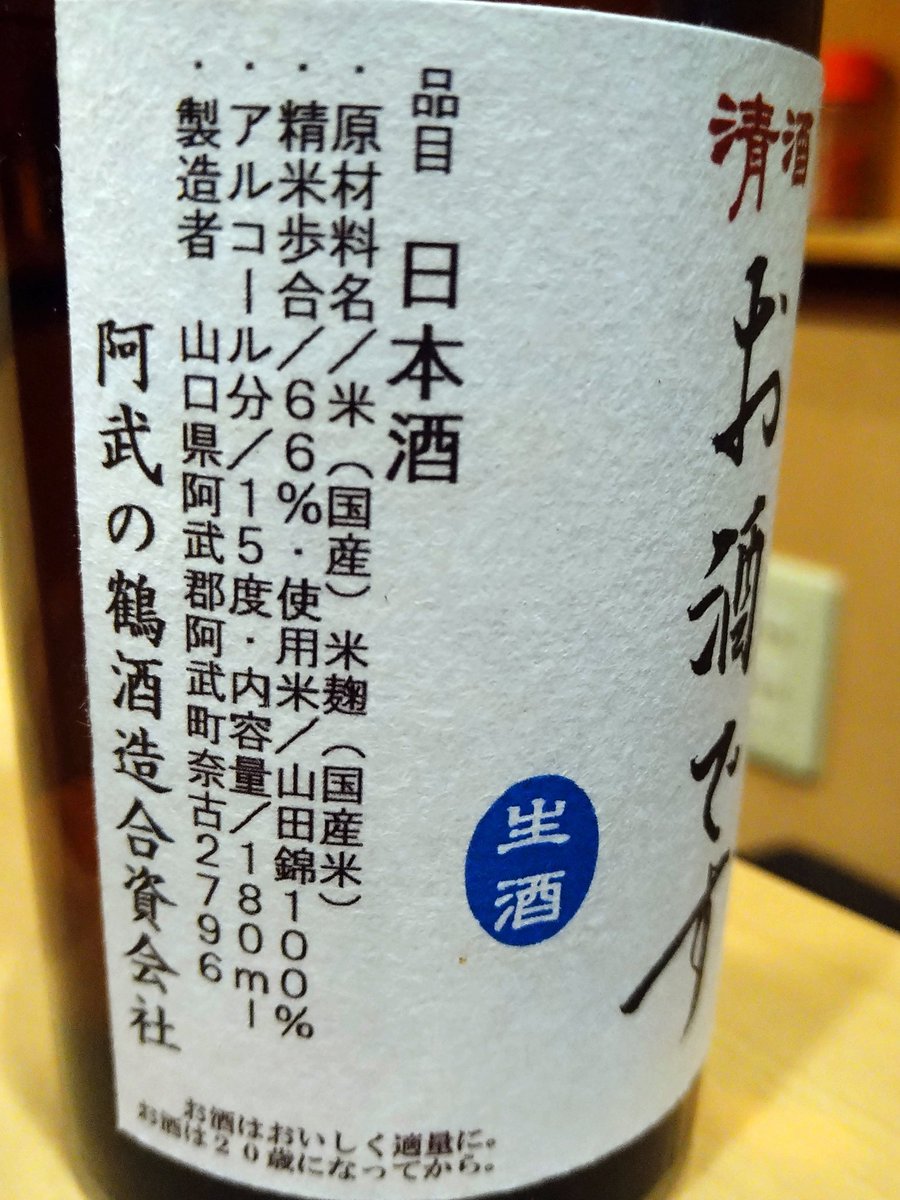 清酒
お酒です
生酒
品目 日本酒
・原材料名／米（国産）米麹（国産米）
・精米歩合／66％・使用米／山田錦100％
・アルコール分／15度・内容量／180ml
・製造者 山口県阿武郡阿武町奈古2796
阿武の鶴酒造合資会社
お酒はおいしく適量に。
お酒は20歳になってから。